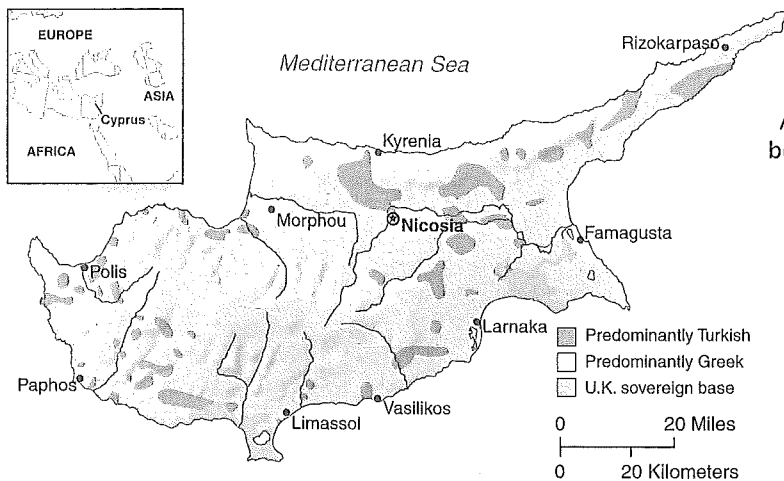 EUROPE
ASIA
Cyprus
AFRICA
Mediterranean Sea
Rizokarpaso
Kyrenia
Morphou
Nicosia
Famagusta
Polis
Larnaka
Paphos
Limassol
Vasilikos
Predominantly Turkish
Predominantly Greek
U.K. sovereign base
0 20 Miles
0 20 Kilometers